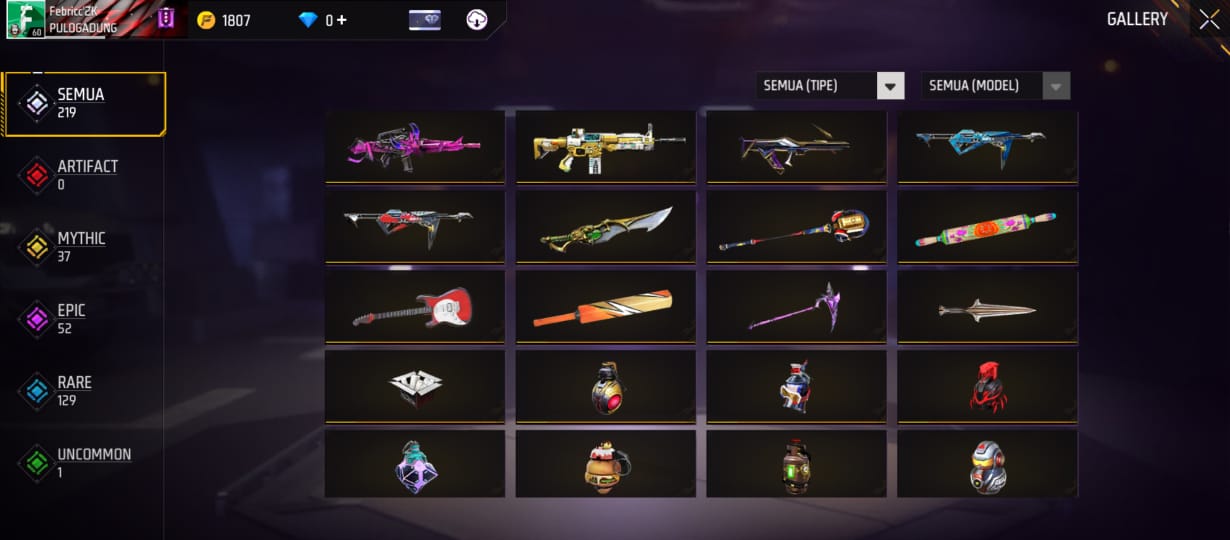 Febricc'2K
PULOGADUNG
60
1807
0 +
GALLERY
SEMUA (TIPE)
SEMUA (MODEL)
SEMUA
219
ARTIFACT
0
MYTHIC
37
EPIC
52
RARE
129
UNCOMMON
1